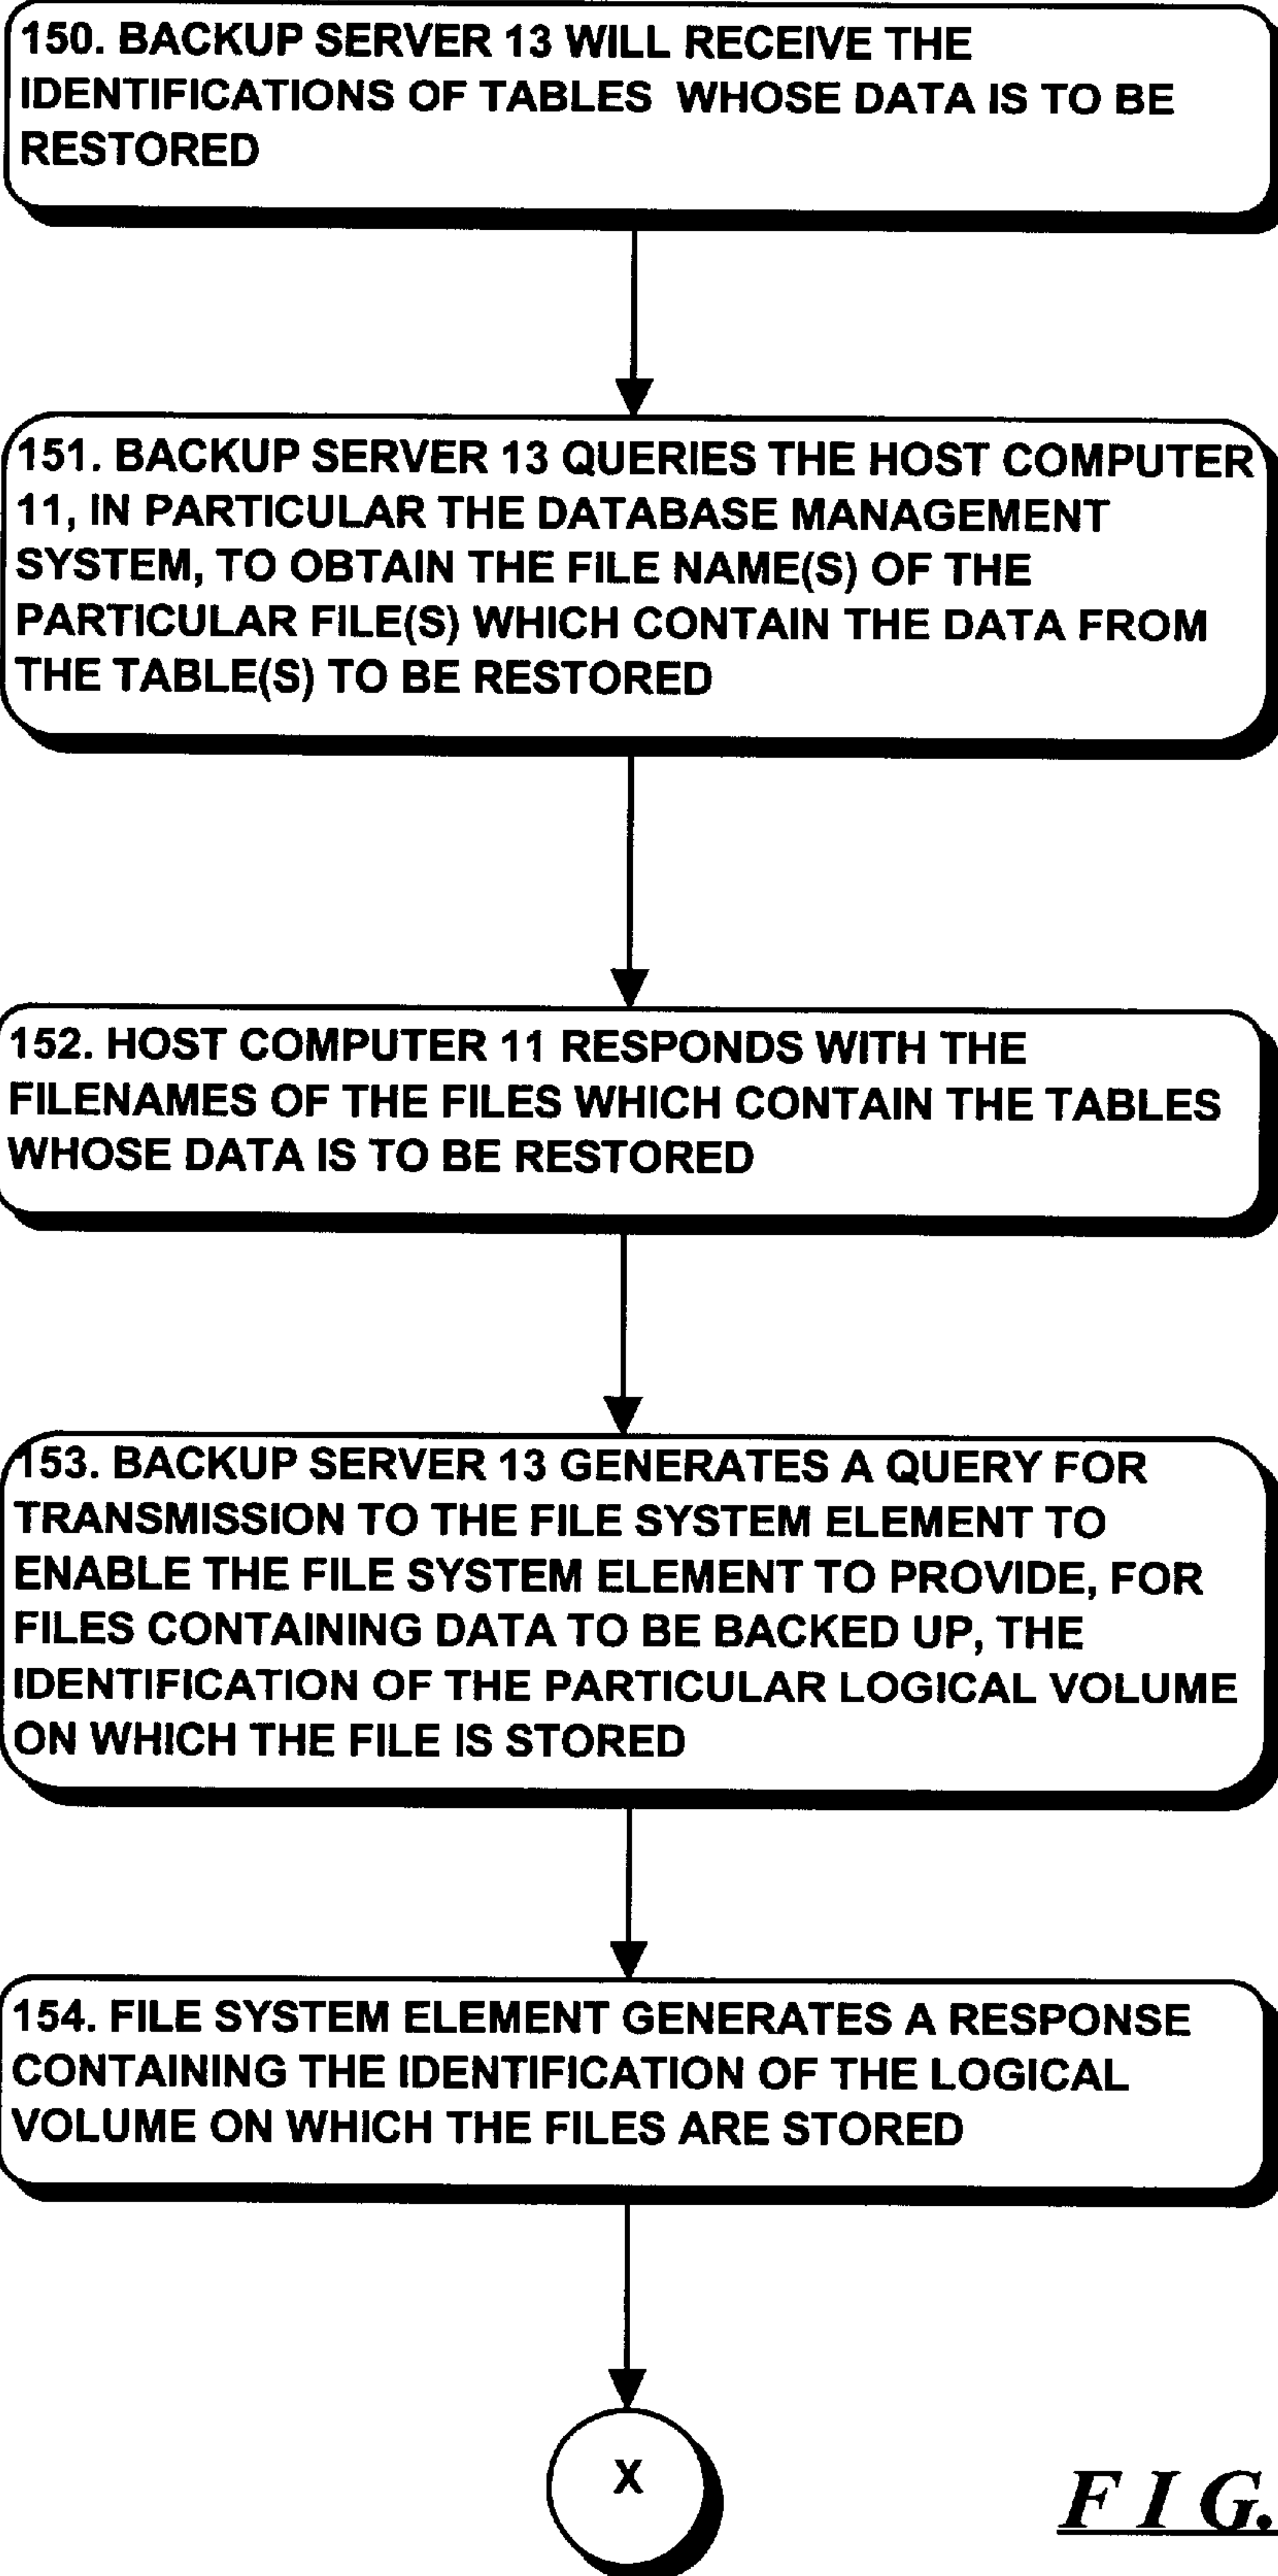 150. BACKUP SERVER 13 WILL RECEIVE THE
IDENTIFICATIONS OF TABLES WHOSE DATA IS TO BE
RESTORED
151. BACKUP SERVER 13 QUERIES THE HOST COMPUTER
11, IN PARTICULAR THE DATABASE MANAGEMENT
SYSTEM, TO OBTAIN THE FILE NAME(S) OF THE
PARTICULAR FILE(S) WHICH CONTAIN THE DATA FROM
THE TABLE(S) TO BE RESTORED
152. HOST COMPUTER 11 RESPONDS WITH THE
FILENAMES OF THE FILES WHICH CONTAIN THE TABLES
WHOSE DATA IS TO BE RESTORED
153. BACKUP SERVER 13 GENERATES A QUERY FOR
TRANSMISSION TO THE FILE SYSTEM ELEMENT TO
ENABLE THE FILE SYSTEM ELEMENT TO PROVIDE, FOR
FILES CONTAINING DATA TO BE BACKED UP, THE
IDENTIFICATION OF THE PARTICULAR LOGICAL VOLUME
ON WHICH THE FILE IS STORED
154. FILE SYSTEM ELEMENT GENERATES A RESPONSE
CONTAINING THE IDENTIFICATION OF THE LOGICAL
VOLUME ON WHICH THE FILES ARE STORED
X
FIG.